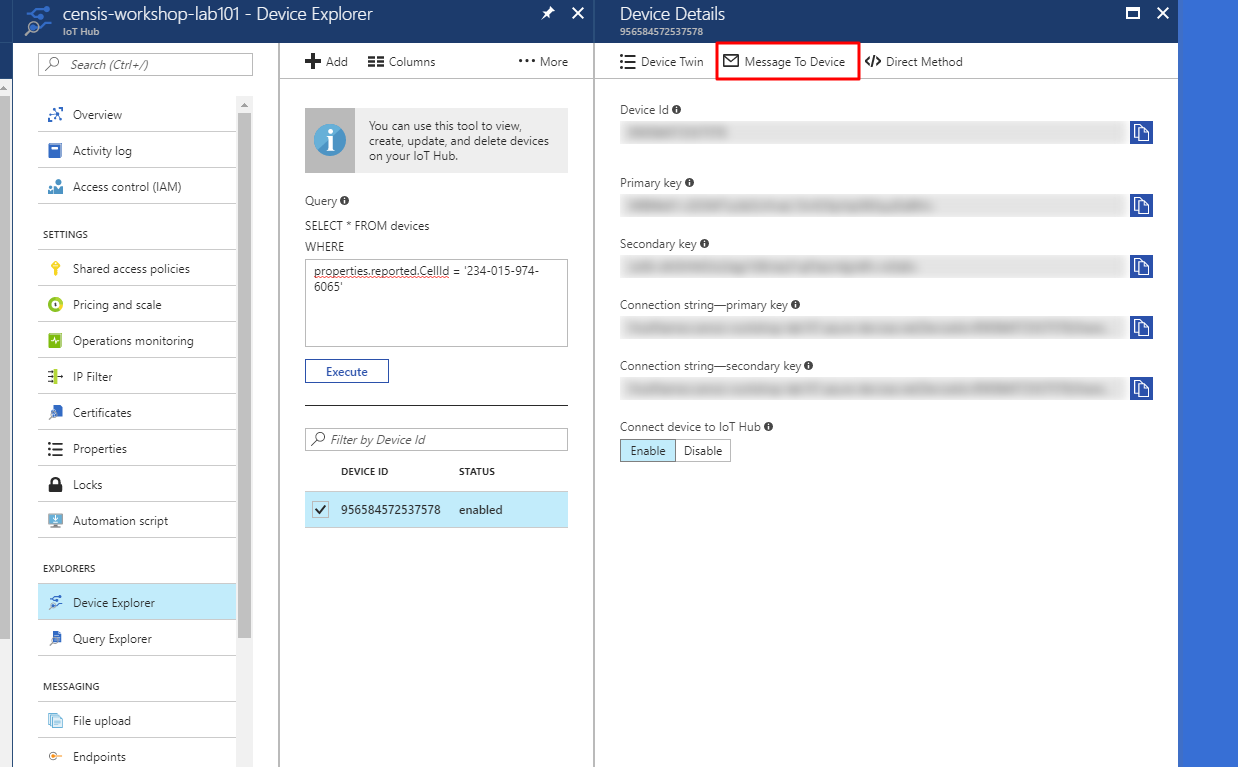 censis-workshop-lab101 - Device Explorer
IoT Hub
Search (Ctrl+/)
Overview
Activity log
Access control (IAM)
SETTINGS
Shared access policies
Pricing and scale
Operations monitoring
IP Filter
Certificates
Properties
Locks
Automation script
EXPLORERS
Device Explorer
Query Explorer
MESSAGING
File upload
Endpoints
Add
Columns
More
You can use this tool to view,
create, update, and delete devices
on your IoT Hub.
Query
SELECT * FROM devices
WHERE
properties.reported.CellId = '234-015-974-
6065'
Execute
Filter by Device Id
DEVICE ID STATUS
956584572537578 enabled
Device Details
956584572537578
Device Twin
Message To Device
</> Direct Method
Device Id
Primary key
Secondary key
Connection string—primary key
Connection string—secondary key
Connect device to IoT Hub
Enable Disable